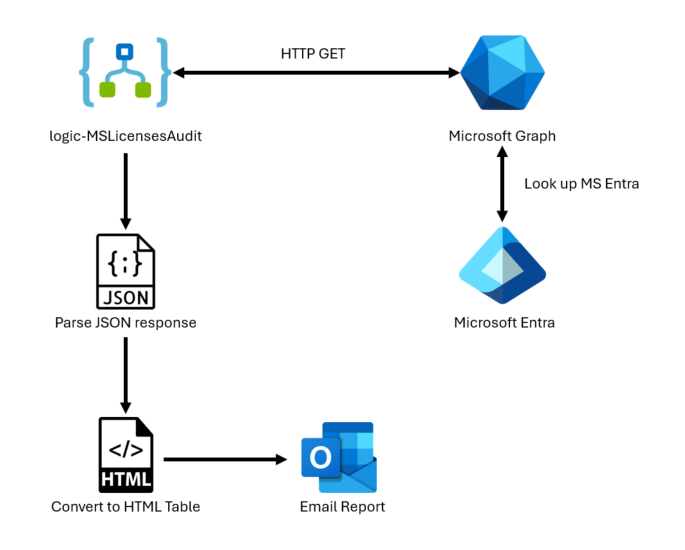 HTTP GET
logic-MSLicensesAudit
Microsoft Graph
Look up MS Entra
{;}
JSON
Parse JSON response
Microsoft Entra
</>
HTML
O
Convert to HTML Table
Email Report